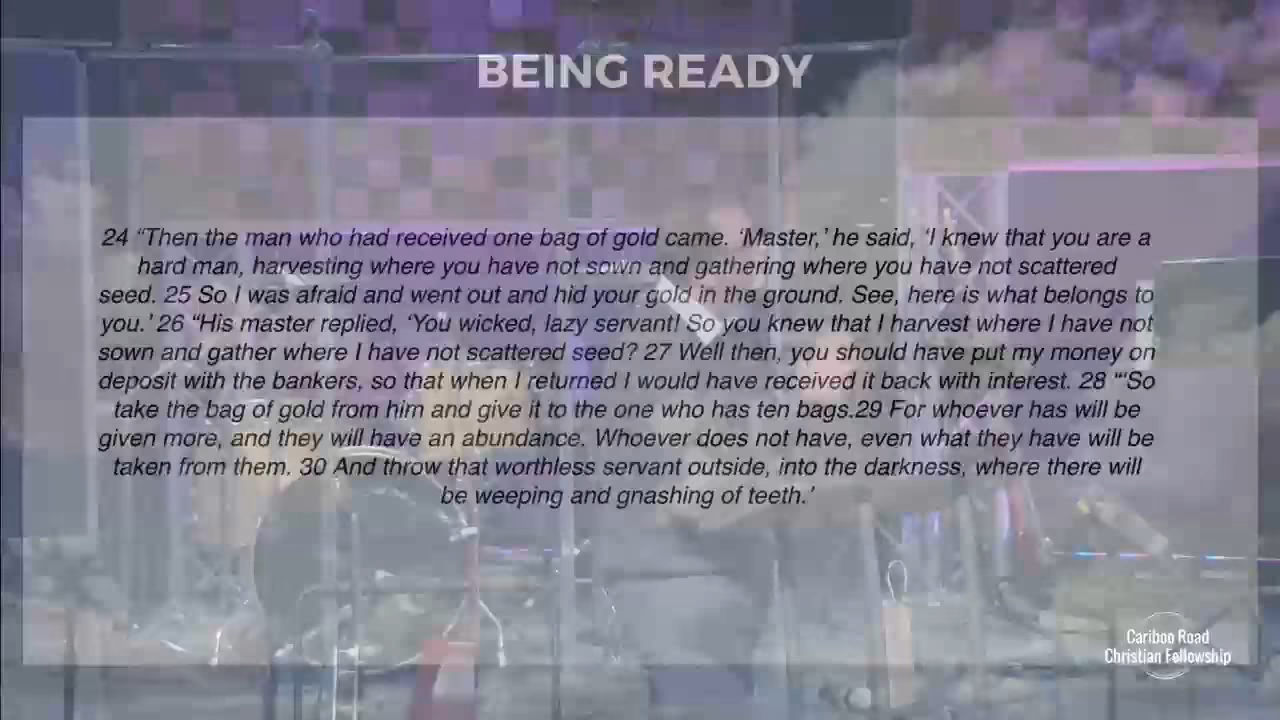 BEING READY
24 “Then the man who had received one bag of gold came. ‘Master,’ he said, ‘I knew that you are a
hard man, harvesting where you have not sown and gathering where you have not scattered
seed. 25 So I was afraid and went out and hid your gold in the ground. See, here is what belongs to
you.’ 26 “His master replied, ‘You wicked, lazy servant! So you knew that I harvest where I have not
sown and gather where I have not scattered seed? 27 Well then, you should have put my money on
deposit with the bankers, so that when I returned I would have received it back with interest. 28 “‘So
take the bag of gold from him and give it to the one who has ten bags.29 For whoever has will be
given more, and they will have an abundance. Whoever does not have, even what they have will be
taken from them. 30 And throw that worthless servant outside, into the darkness, where there will
be weeping and gnashing of teeth.’
Cariboo Road
Christian Fellowship